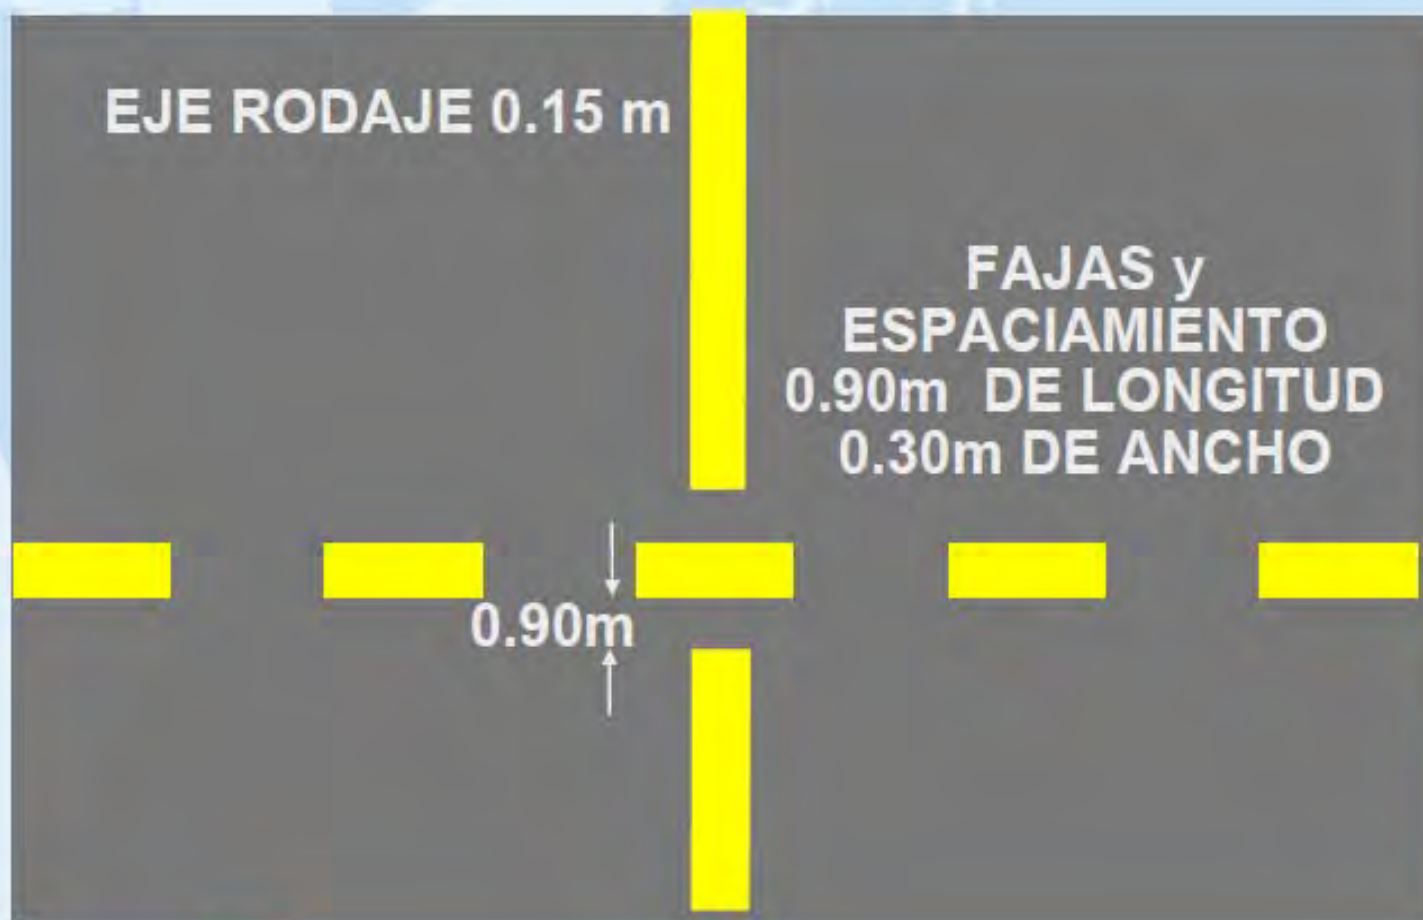 EJE RODAJE 0.15 m
FAJAS y
ESPACIAMIENTO
0.90m DE LONGITUD
0.30m DE ANCHO
0.90m